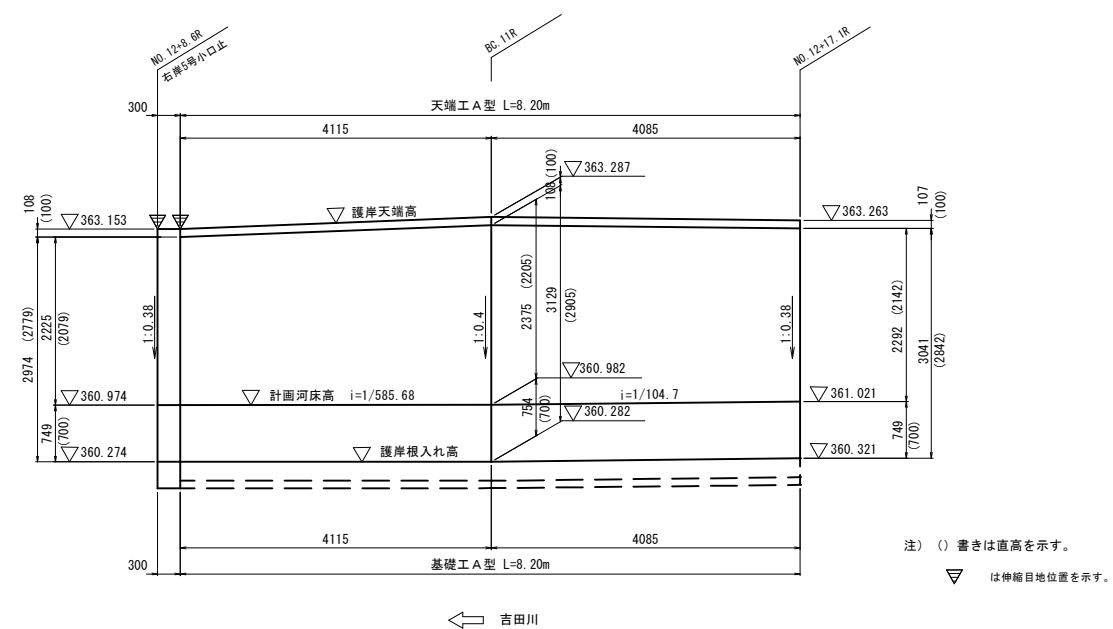 NO.12+8.6R
右岸5号小口止
BC.11R
NO.12+17.1R
300
天端工A型 L=8.20m
4115
4085
108
(100)
363.153
護岸天端高
108(100)
363.287
363.263
107
(100)
2974 (2779)
2225
(2079)
1:0.38
1:0.4
2375 (2205)
3129
(2905)
1:0.38
2292 (2142)
3041
(2842)
360.974
計画河床高 i=1/585.68
360.982
i=1/104.7
361.021
749
(700)
360.274
護岸根入れ高
754
(700)
360.282
749
(700)
360.321
4115
4085
300
基礎工A型 L=8.20m
注) () 書きは直高を示す。
は伸縮目地位置を示す。
吉田川